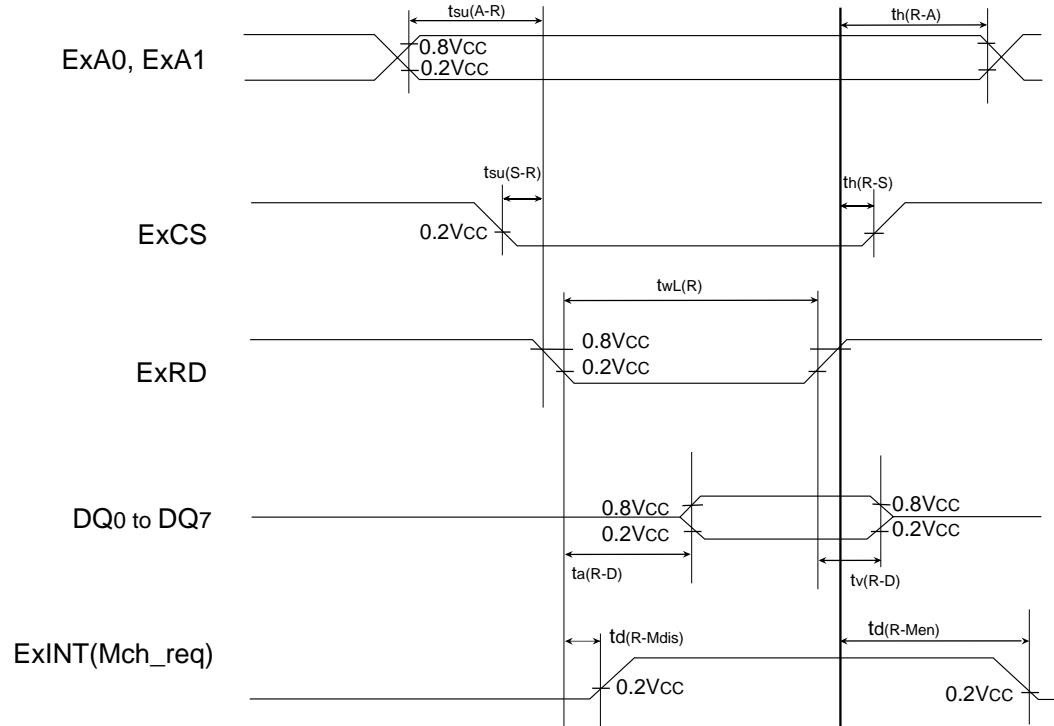 tsu(A-R)
th(R-A)
ExA0, ExA1
0.8VCC
0.2VCC
tsu(S-R)
th(R-S)
ExCS
0.2VCC
twL(R)
ExRD
0.8VCC
0.2VCC
DQ0 to DQ7
0.8VCC
0.2VCC
0.8VCC
0.2VCC
ta(R-D)
tv(R-D)
ExINT(Mch_req)
td(R-Mdis)
td(R-Men)
0.2VCC
0.2VCC